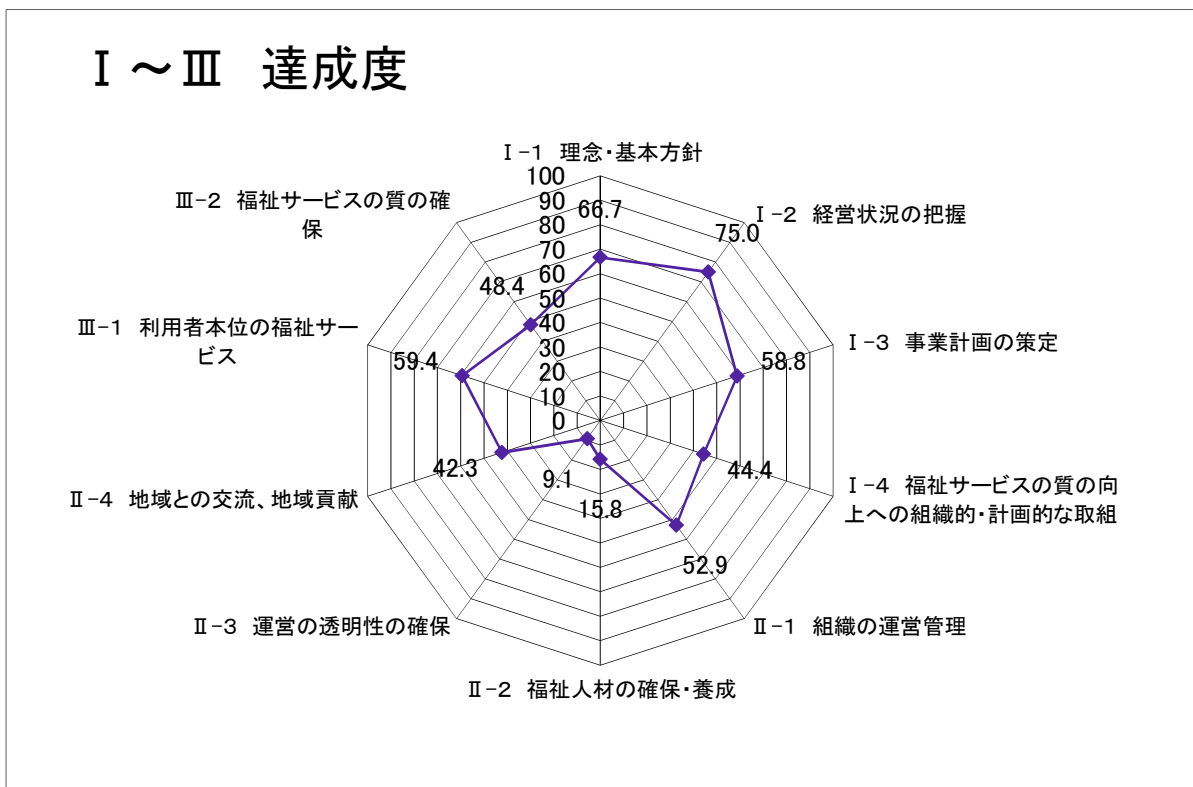 Ⅰ～Ⅲ 達成度
Ⅰ-1 理念・基本方針
100
90
80
70
60
50
40
30
20
10
0
66.7
Ⅰ-2 経営状況の把握
75.0
Ⅰ-3 事業計画の策定
58.8
Ⅰ-4 福祉サービスの質の向
上への組織的・計画的な取組
44.4
Ⅱ-1 組織の運営管理
52.9
Ⅱ-2 福祉人材の確保・養成
15.8
Ⅱ-3 運営の透明性の確保
9.1
Ⅱ-4 地域との交流、地域貢献
42.3
Ⅲ-1 利用者本位の福祉サー
ビス
59.4
Ⅲ-2 福祉サービスの質の確
保
48.4